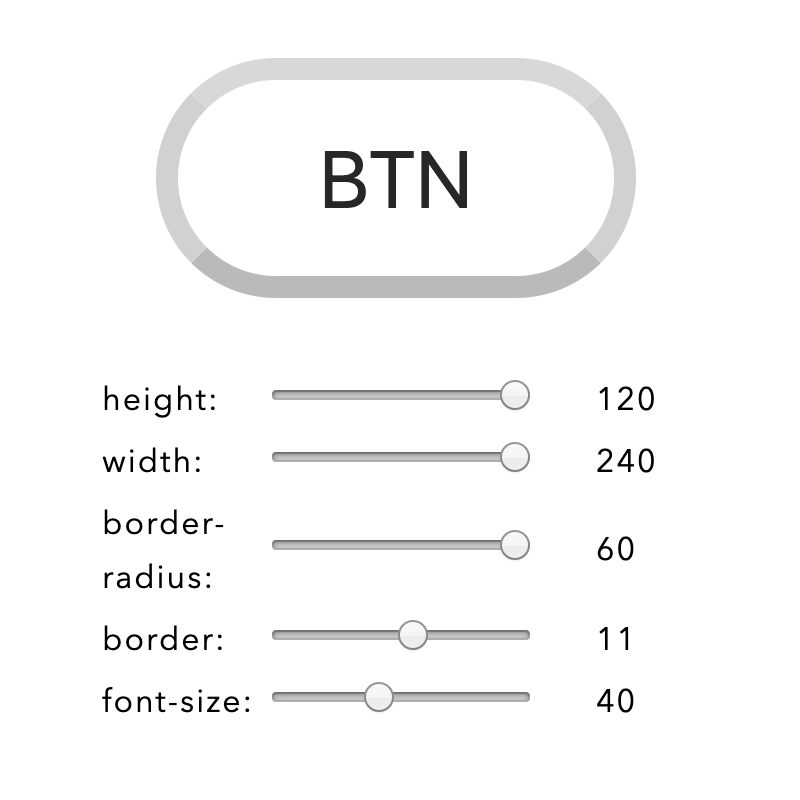 BTN
height: 120
width: 240
border-
radius: 60
border: 11
font-size: 40